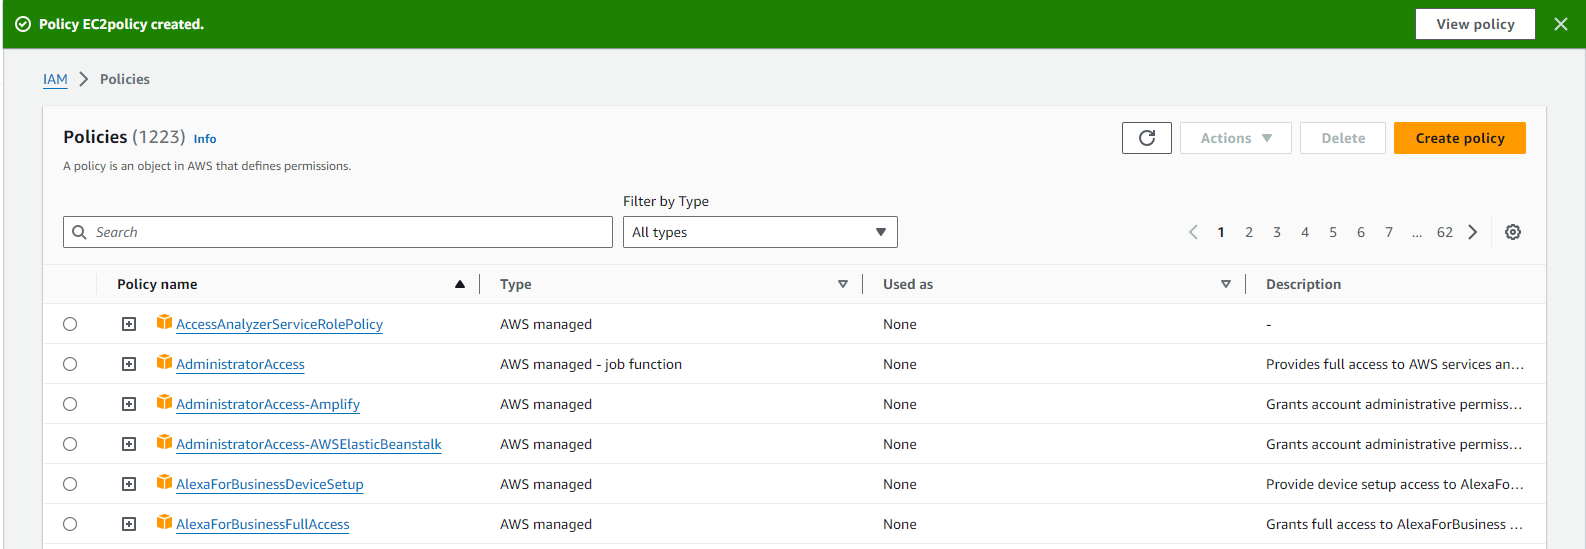 Policy EC2policy created.
View policy
IAM > Policies
Policies (1223) Info
Actions
Delete
Create policy
A policy is an object in AWS that defines permissions.
Filter by Type
Search
All types
1 2 3 4 5 6 7 ... 62
Policy name Type Used as Description
AccessAnalyzerServiceRolePolicy AWS managed None -
AdministratorAccess AWS managed - job function None Provides full access to AWS services an...
AdministratorAccess-Amplify AWS managed None Grants account administrative permiss...
AdministratorAccess-AWSElasticBeanstalk AWS managed None Grants account administrative permiss...
AlexaForBusinessDeviceSetup AWS managed None Provide device setup access to AlexaFo...
AlexaForBusinessFullAccess AWS managed None Grants full access to AlexaForBusiness ...